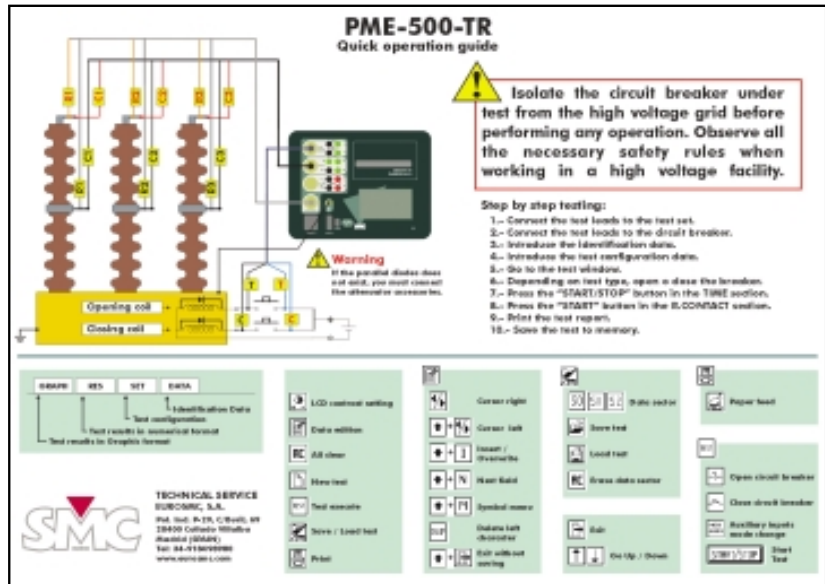 PME-500-TR
Quick operation guide
Isolate the circuit breaker under
test from the high voltage grid before
performing any operation. Observe all
the necessary safety rules when
working in a high voltage facility.
Step by step testing:
1.- Connect the test leads to the test set.
2.- Connect the test leads to the circuit breaker.
3.- Introduce the identification data.
4.- Introduce the test configuration data.
5.- Go to the test window.
6.- Depending on test type, open o close the breaker.
7.- Press the "START/STOP" button in the TIME section.
8.- Press the "START" button in the R.CONTACT section.
9.- Print the test report.
10.- Save the test to memory.
Warning
If the parallel diodes does
not exist, you must connect
the attenuator accessories.
Opening coil
Closing coil
GRAPH RES SET DATA
Identification Data
Test configuration
Test results in numerical format
Test results in Graphic format
LCD contrast setting
Data edition
All clear
New test
Test execute
Save / Load test
Print
Cursor right
Cursor left
Insert /
Overwrite
Next field
Symbol menu
Delete left
character
Exit without
saving
S0 S1 S2 Data sector
Save test
Load test
Erase data sector
Exit
Go Up / Down
Paper feed
Open circuit breaker
Close circuit breaker
Auxiliary inputs
mode change
START/STOP Start
Test
SMC
TECHNICAL SERVICE
EUROSMC, S.A.
Madrid (SPAIN)
www.eurosmc.com